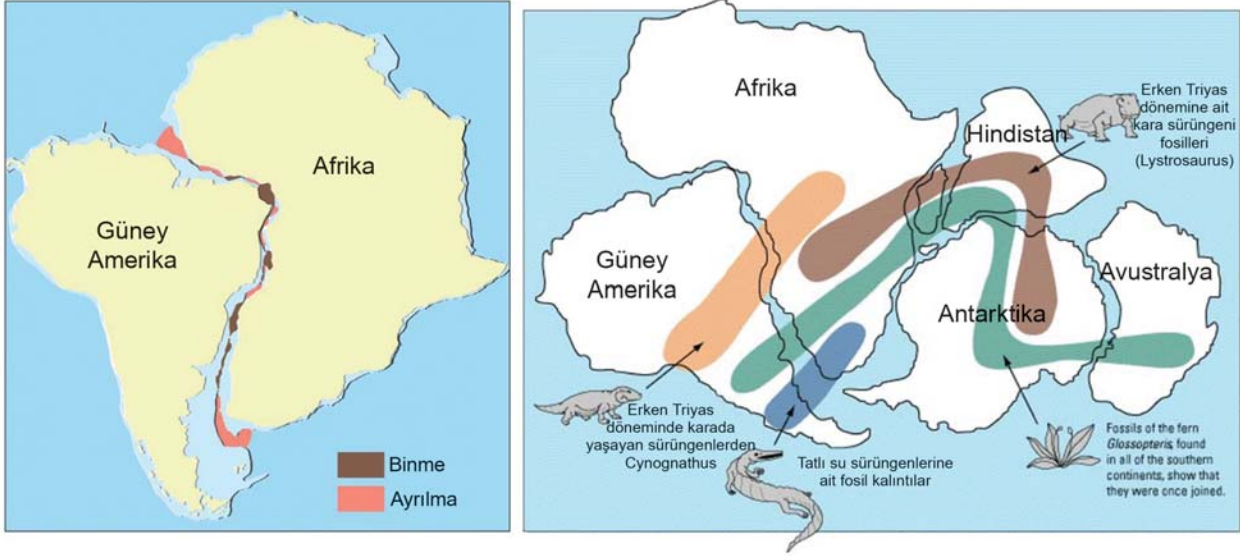 Afrika
Güney
Amerika
Binme
Ayrılma
Afrika
Hindistan
Erken Triyas
dönemine ait
kara sürüngeni
fosilleri
(Lystrosaurus)
Güney
Amerika
Antarktika
Avustralya
Erken Triyas
döneminde karada
yaşayan sürüngenlerden
Cynognathus
Tatlı su sürüngenlerine
ait fosil kalıntılar
Fossils of the fern
Glossopteris, found
in all of the southern
continents, show that
they were once joined.